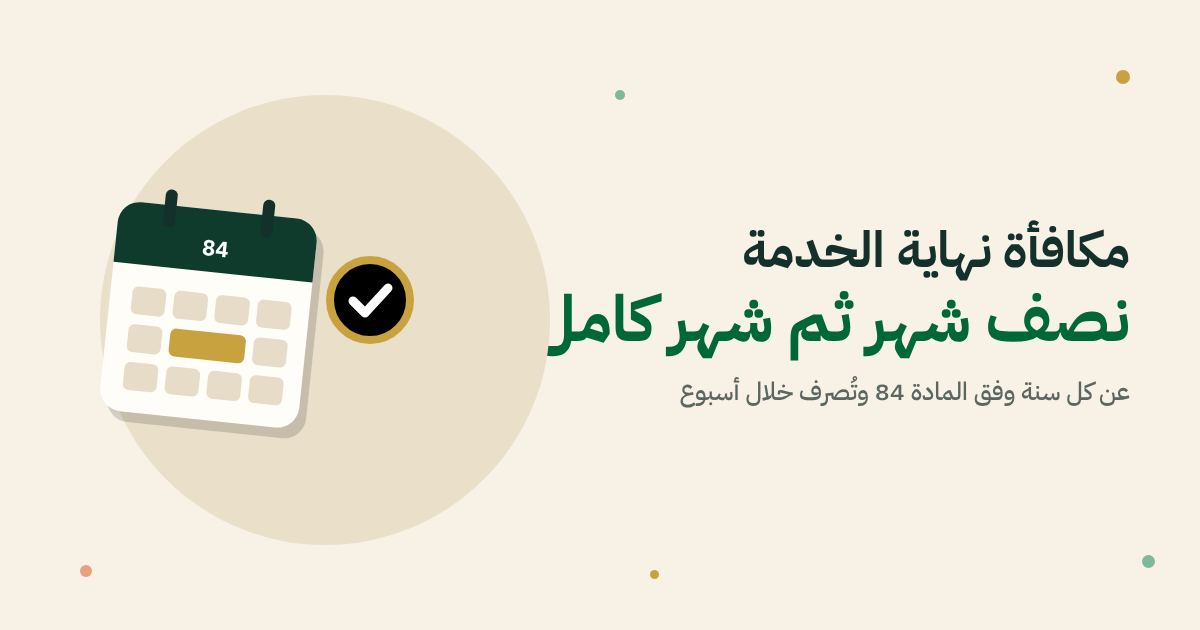 مكافأة نهاية الخدمة
نصف شهر ثم شهر كامل
عن كل سنة وفق المادة 84 وتُصرف خلال أسبوع
84